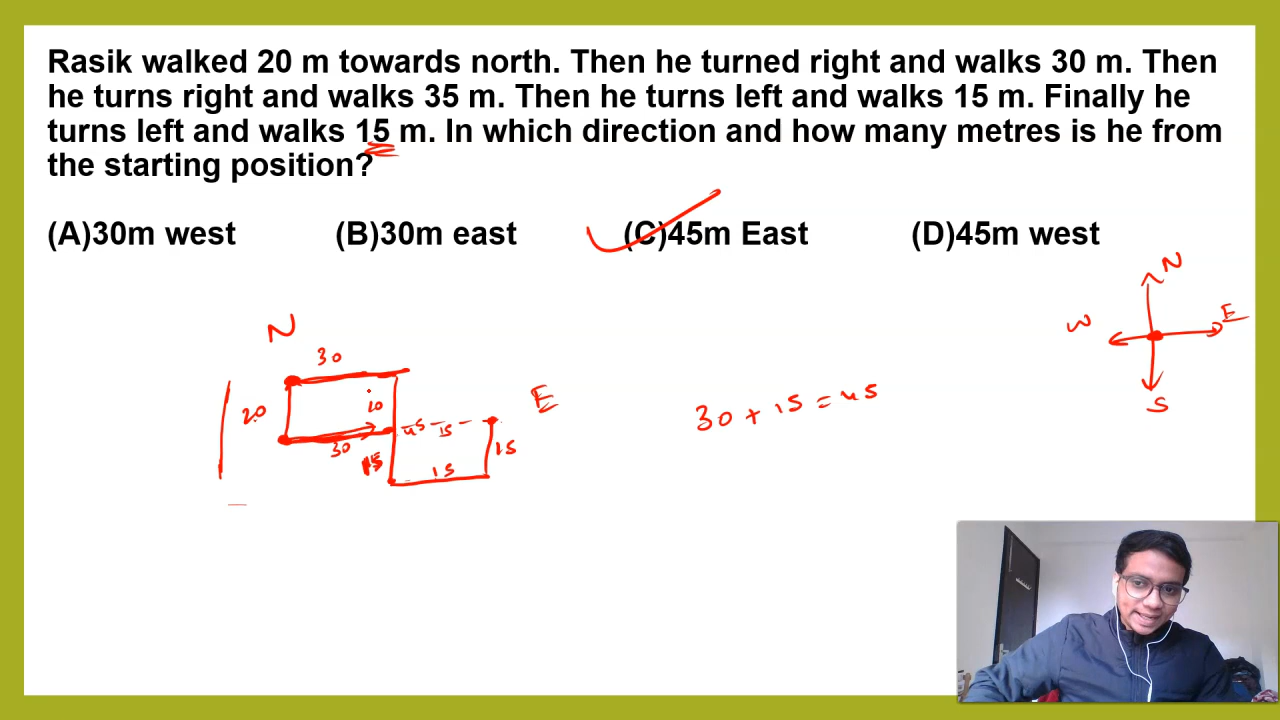 Rasik walked 20 m towards north. Then he turned right and walks 30 m. Then
he turns right and walks 35 m. Then he turns left and walks 15 m. Finally he
turns left and walks 15 m. In which direction and how many metres is he from
the starting position?
(A)30m west (B)30m east (C)45m East (D)45m west
N
W E
S
N
30
20 20
E
30 45 15
15 15 15
30 + 15 = 45